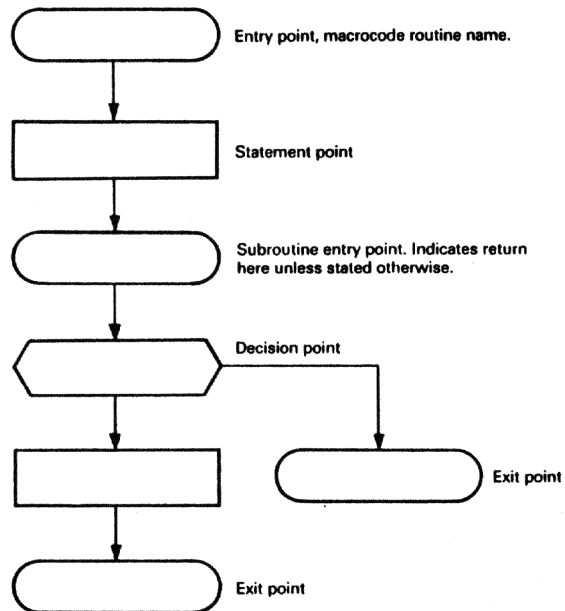 Entry point, macrocode routine name.
Statement point
Subroutine entry point. Indicates return
here unless stated otherwise.
Decision point
Exit point
Exit point